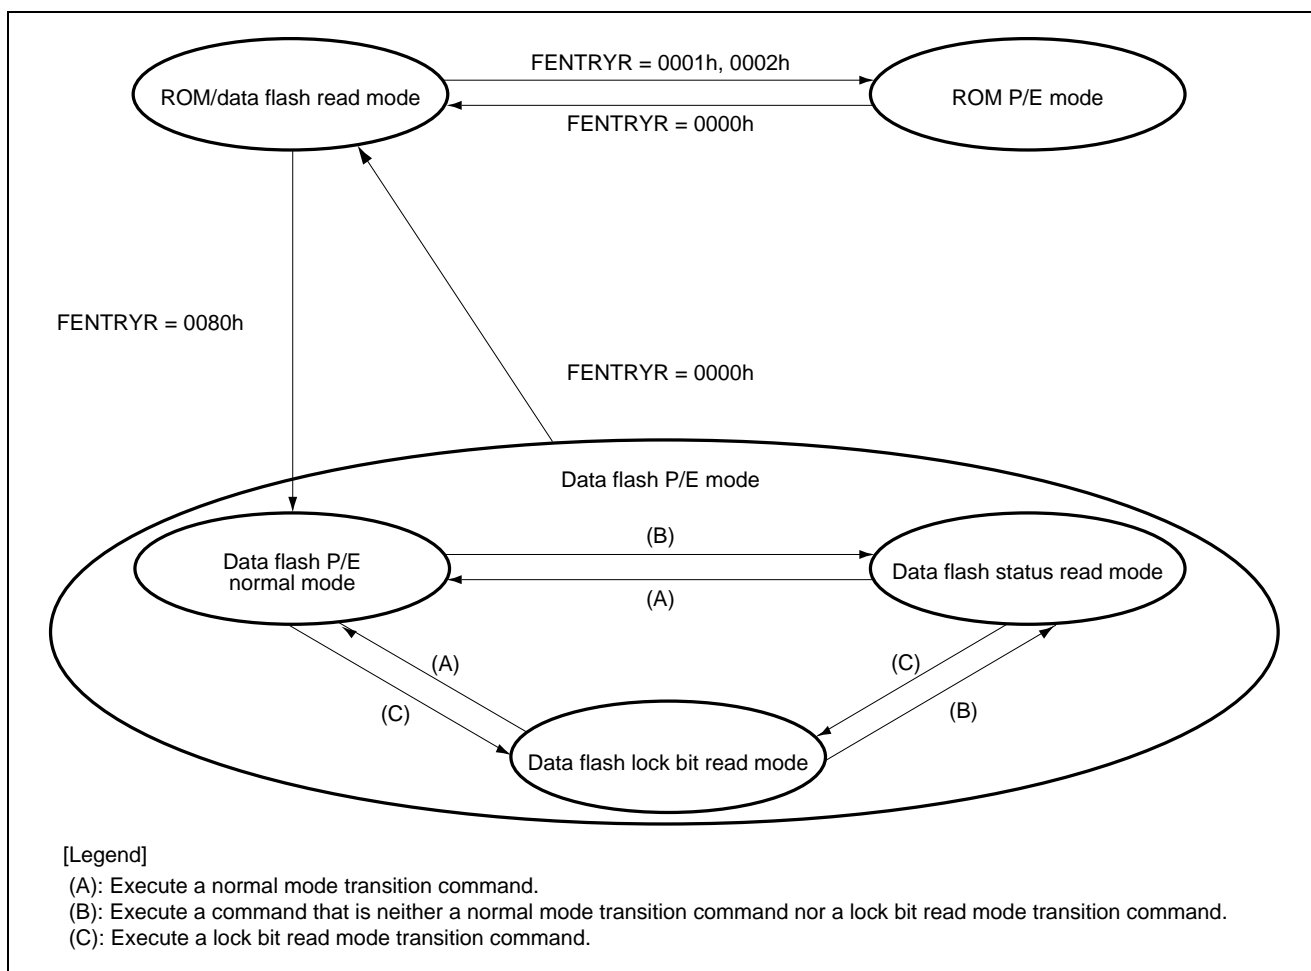 FENTRYR = 0001h, 0002h
ROM/data flash read mode
ROM P/E mode
FENTRYR = 0000h
FENTRYR = 0080h
FENTRYR = 0000h
Data flash P/E mode
(B)
Data flash P/E
normal mode
Data flash status read mode
(A)
(A)
(C)
(C)
(B)
Data flash lock bit read mode
[Legend]
(A): Execute a normal mode transition command.
(B): Execute a command that is neither a normal mode transition command nor a lock bit read mode transition command.
(C): Execute a lock bit read mode transition command.